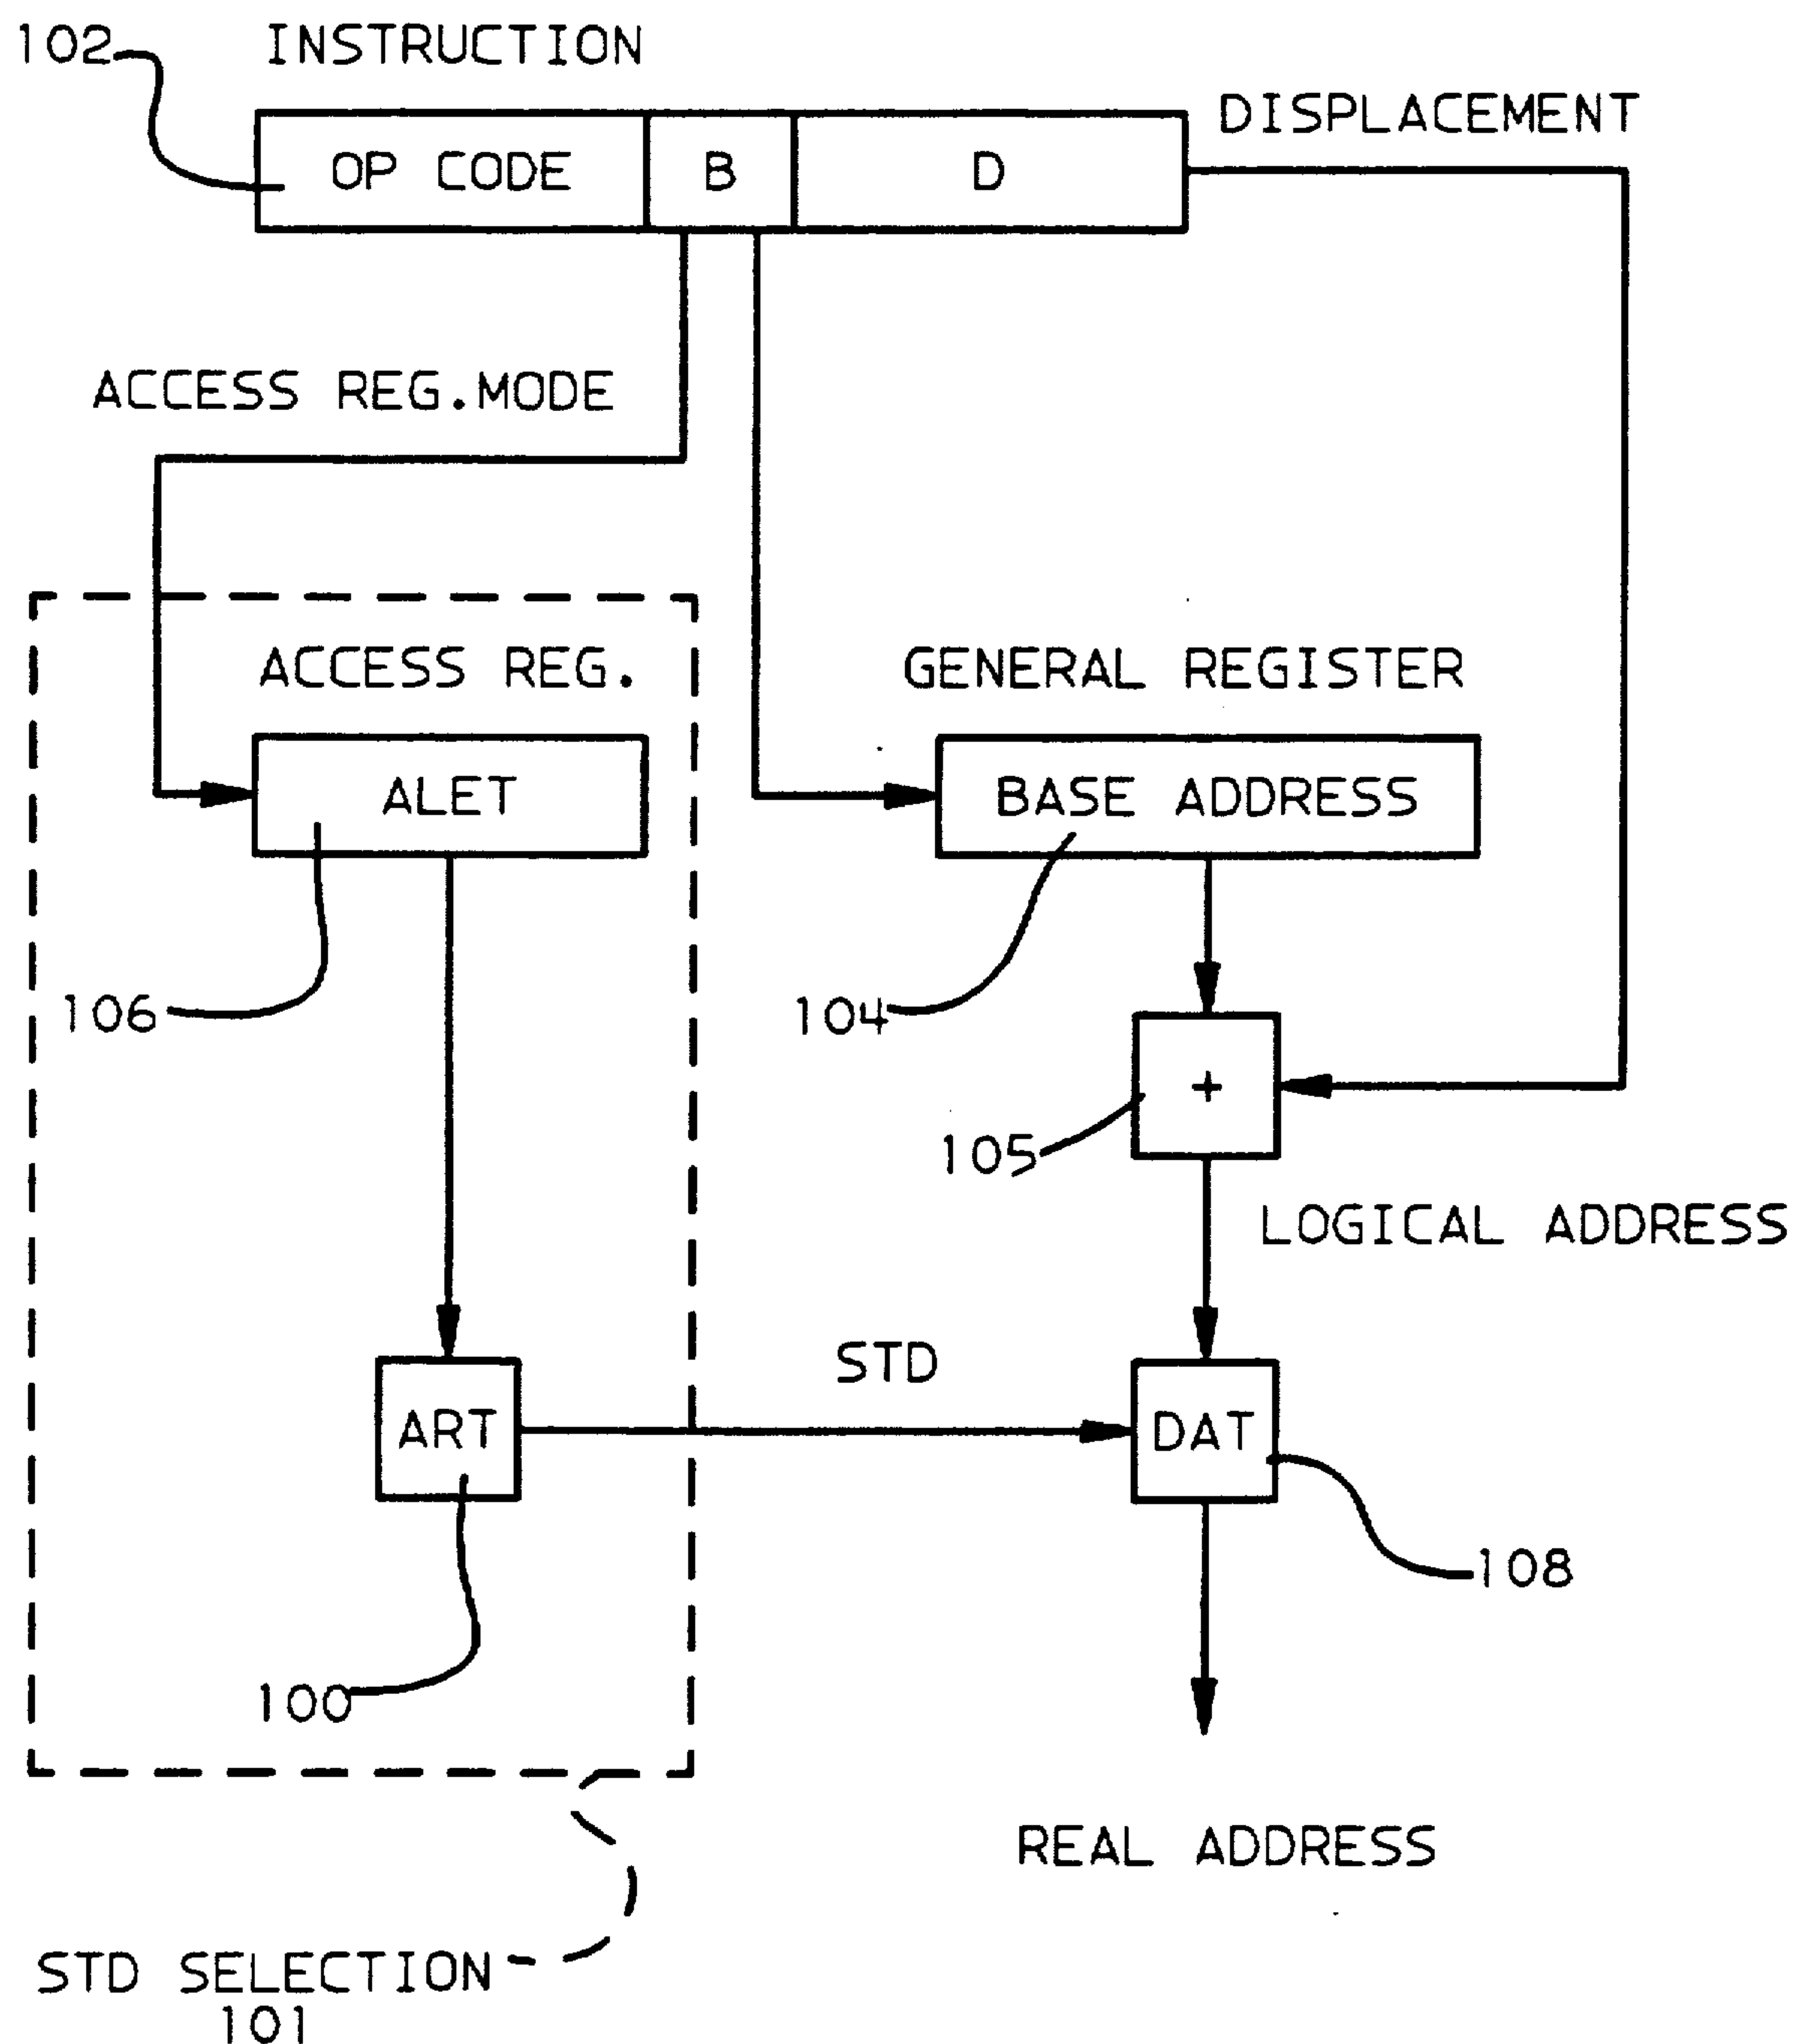 102 INSTRUCTION
DISPLACEMENT
OP CODE B D
ACCESS REG.MODE
ACCESS REG. GENERAL REGISTER
ALET BASE ADDRESS
106 104
+
105
LOGICAL ADDRESS
STD
ART DAT
108
100
REAL ADDRESS
STD SELECTION
101